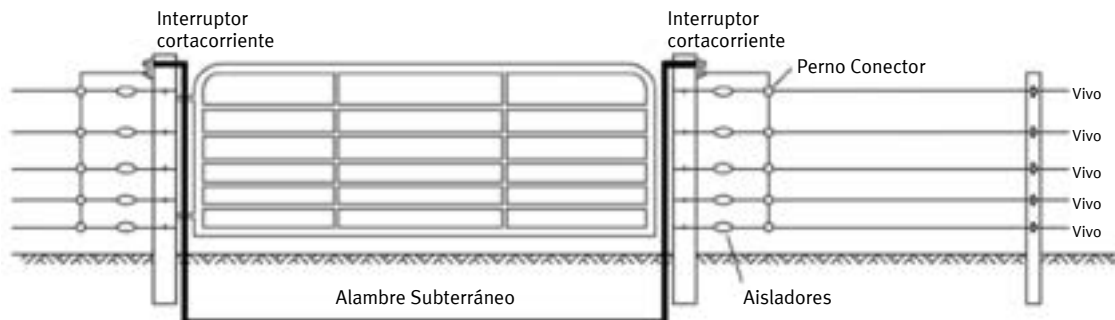 Interruptor
cortacorriente
Interruptor
cortacorriente
Perno Conector
Vivo
Vivo
Vivo
Vivo
Vivo
Alambre Subterráneo
Aisladores